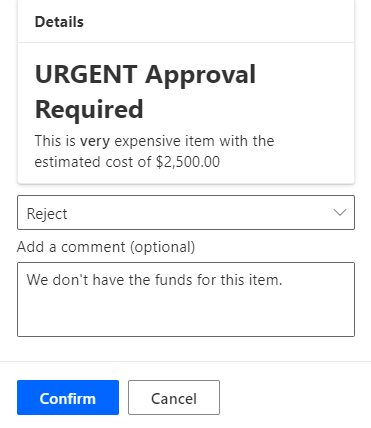 Details
URGENT Approval
Required
This is very expensive item with the
estimated cost of $2,500.00
Reject
Add a comment (optional)
We don't have the funds for this item.
Confirm
Cancel